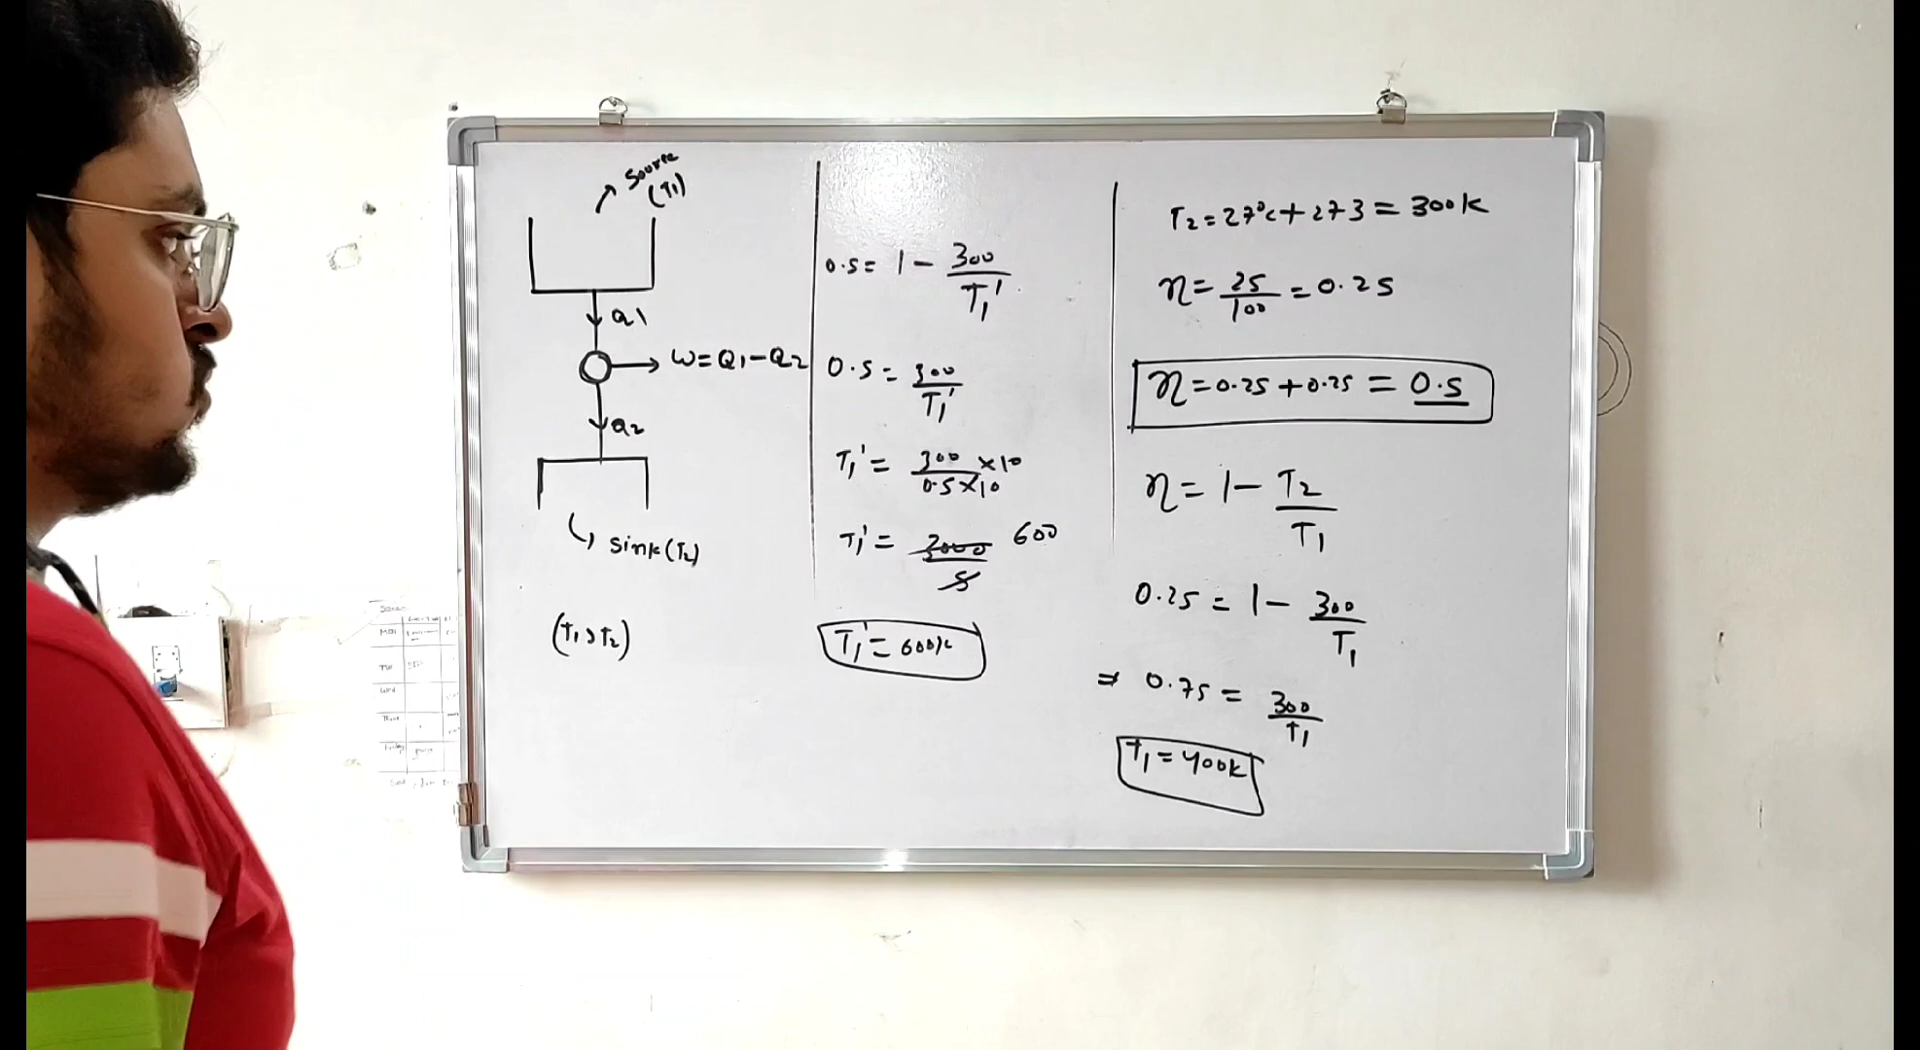 Source
(T₁)
Q1
W=Q₁-Q₂
Q2
Sink(T₂)
(T₁>T₂)
0.5= 1 - 300/T₁'
0.5 = 300/T₁'
T₁' = 300×10/0.5×10
T₁' = 3000/5 600
T₁' = 600K
T₂=27°c+273=300K
η= 25/100 = 0.25
η=0.25+0.25 = 0.5
η= 1 - T₂/T₁
0.25 = 1 - 300/T₁
⇒ 0.75 = 300/T₁
T₁=400K
MON